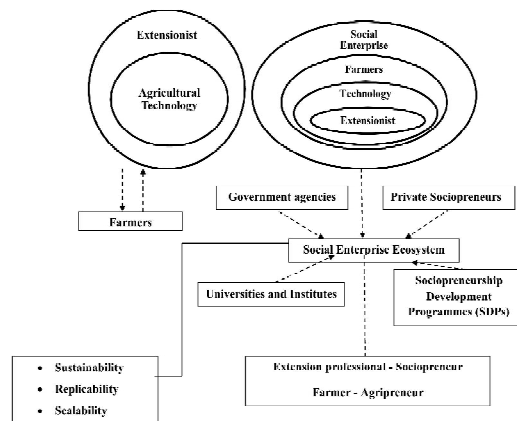 Extensionist
Agricultural
Technology
Social
Enterprise
Farmers
Technology
Extensionist
Farmers
Government agencies
Private Sociopreneurs
Social Enterprise Ecosystem
Universities and Institutes
Sociopreneurship
Development
Programmes (SDPs)
• Sustainability
• Replicability
• Scalability
Extension professional - Sociopreneur
Farmer - Agripreneur